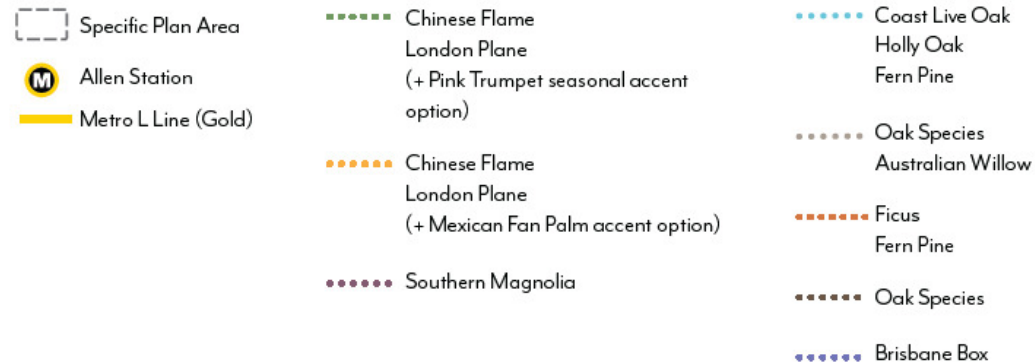 Specific Plan Area
M
Allen Station
Metro L Line (Gold)
Chinese Flame
London Plane
(+ Pink Trumpet seasonal accent
option)
Chinese Flame
London Plane
(+ Mexican Fan Palm accent option)
Southern Magnolia
Coast Live Oak
Holly Oak
Fern Pine
Oak Species
Australian Willow
Ficus
Fern Pine
Oak Species
Brisbane Box